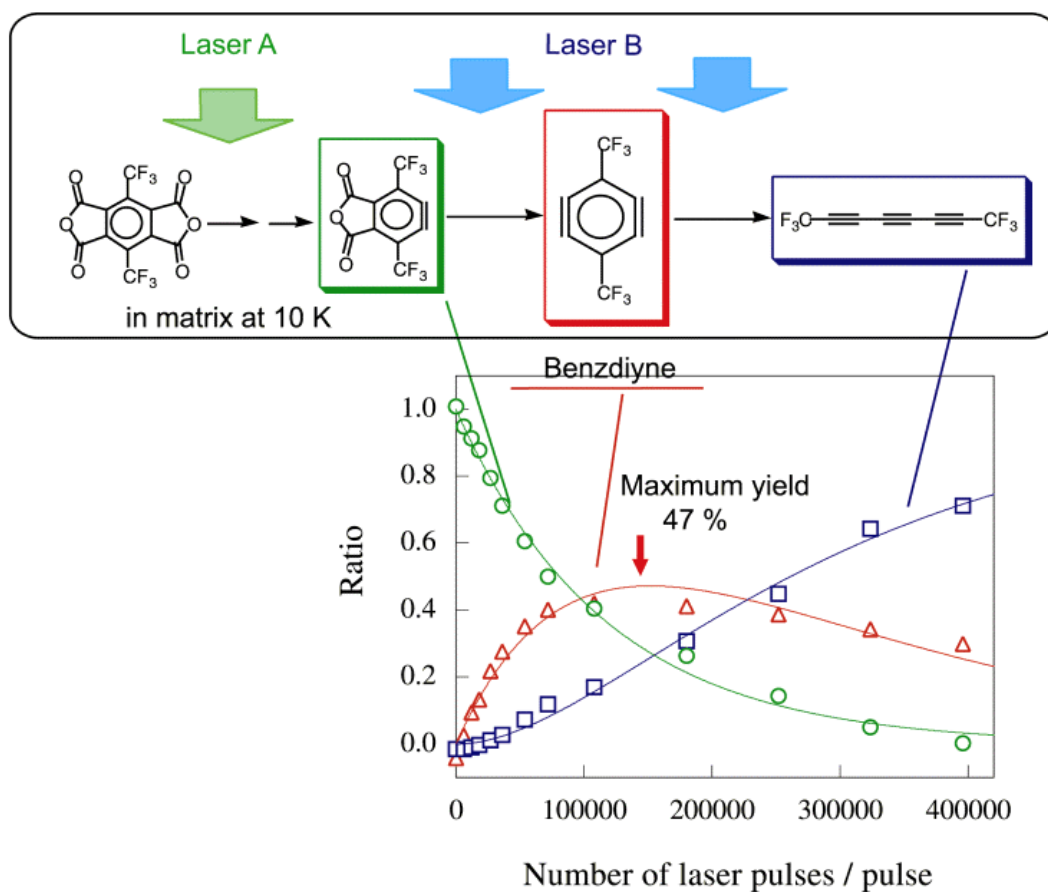 Laser A
Laser B
CF3
O
O
O
O
O
O
CF3
in matrix at 10 K
CF3
O
O
O
CF3
CF3
CF3
F3C
CF3
Benzdiyne
Maximum yield
47 %
Ratio
1.0
0.8
0.6
0.4
0.2
0.0
0
100000
200000
300000
400000
Number of laser pulses / pulse